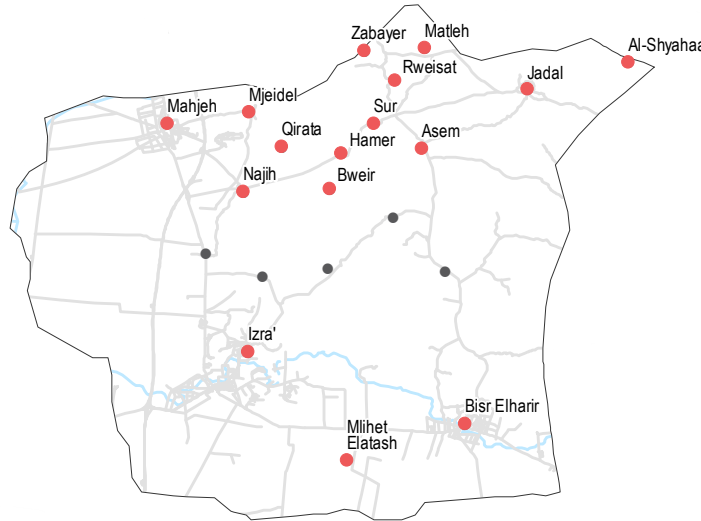 Zabayer
Matleh
Al-Shyahaa
Rweisat
Jadal
Mahjeh
Mjeidel
Sur
Qirata
Hamer
Asem
Najih
Bweir
Izra'
Bisr Elharir
Mlihet
Elatash